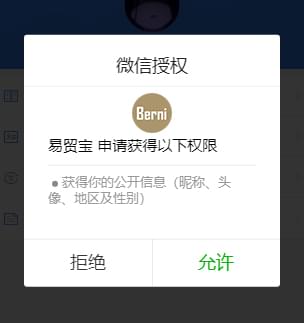 微信授权
Berni
易贸宝 申请获得以下权限
获得你的公开信息（昵称、头
像、地区及性别）
拒绝
允许